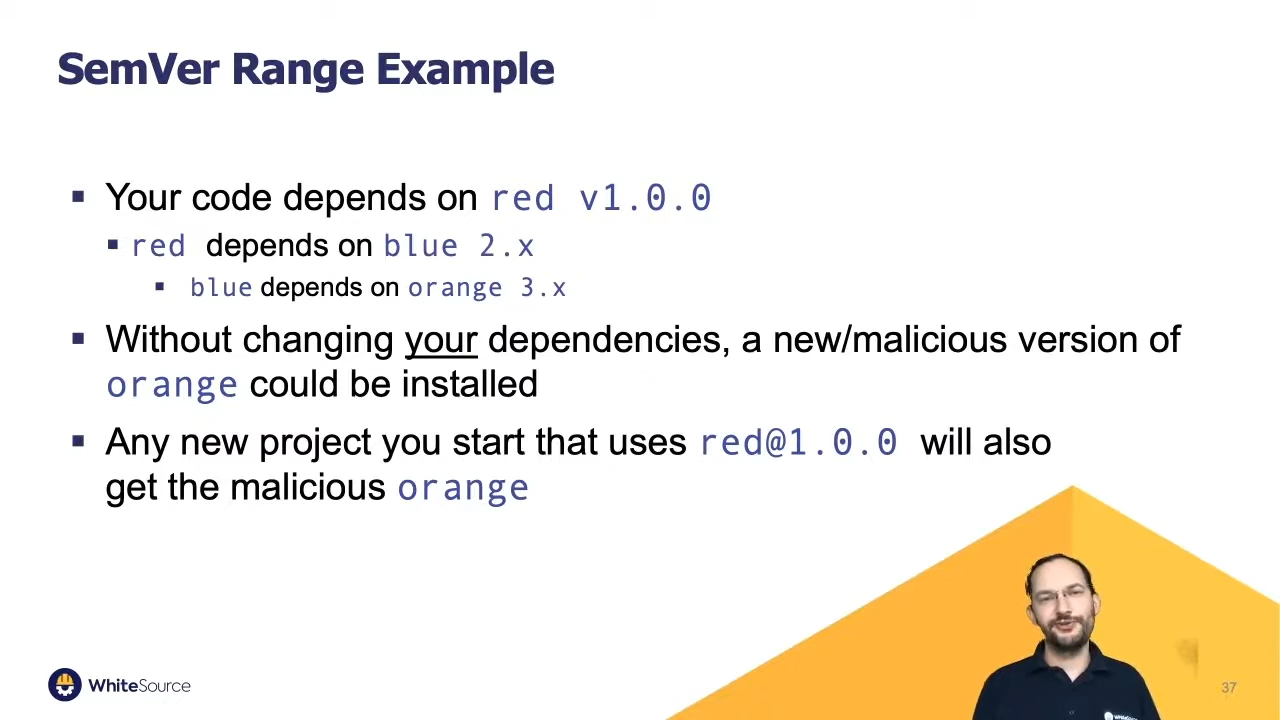 SemVer Range Example
Your code depends on red v1.0.0
red depends on blue 2.x
blue depends on orange 3.x
Without changing your dependencies, a new/malicious version of
orange could be installed
Any new project you start that uses red@1.0.0 will also
get the malicious orange
WhiteSource
37